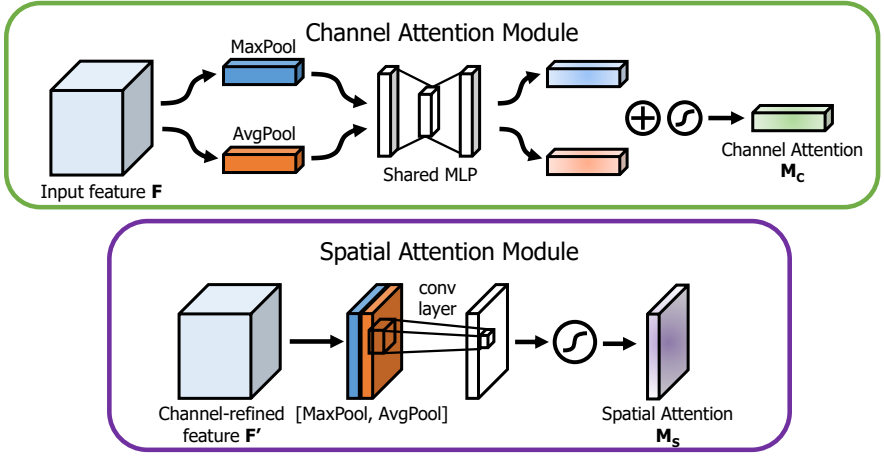 Channel Attention Module
MaxPool
AvgPool
Input feature F
Shared MLP
Channel Attention
Mc
Spatial Attention Module
conv
layer
Channel-refined
feature F'
[MaxPool, AvgPool]
Spatial Attention
Ms